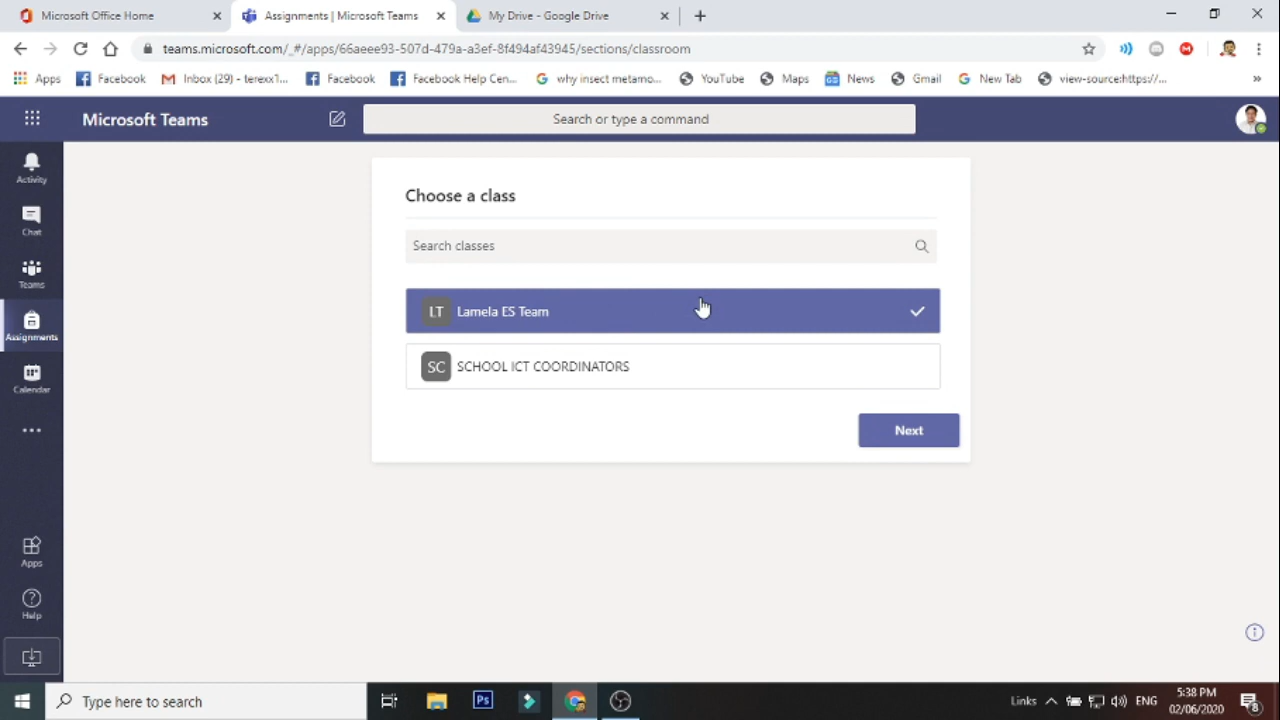 Microsoft Office Home
Assignments | Microsoft Teams
My Drive - Google Drive
teams.microsoft.com/_#/apps/66aeee93-507d-479a-a3ef-8f494af43945/sections/classroom
Apps
Facebook
Inbox (29) - terexx1...
Facebook
Facebook Help Cen...
why insect metamo...
YouTube
Maps
News
Gmail
New Tab
view-source:https://...
»
Microsoft Teams
Search or type a command
Activity
Chat
Teams
Assignments
Calendar
Apps
Help
Choose a class
Search classes
LT Lamela ES Team
SC SCHOOL ICT COORDINATORS
Next
Type here to search
Ps
Links
ENG
5:38 PM
02/06/2020
8